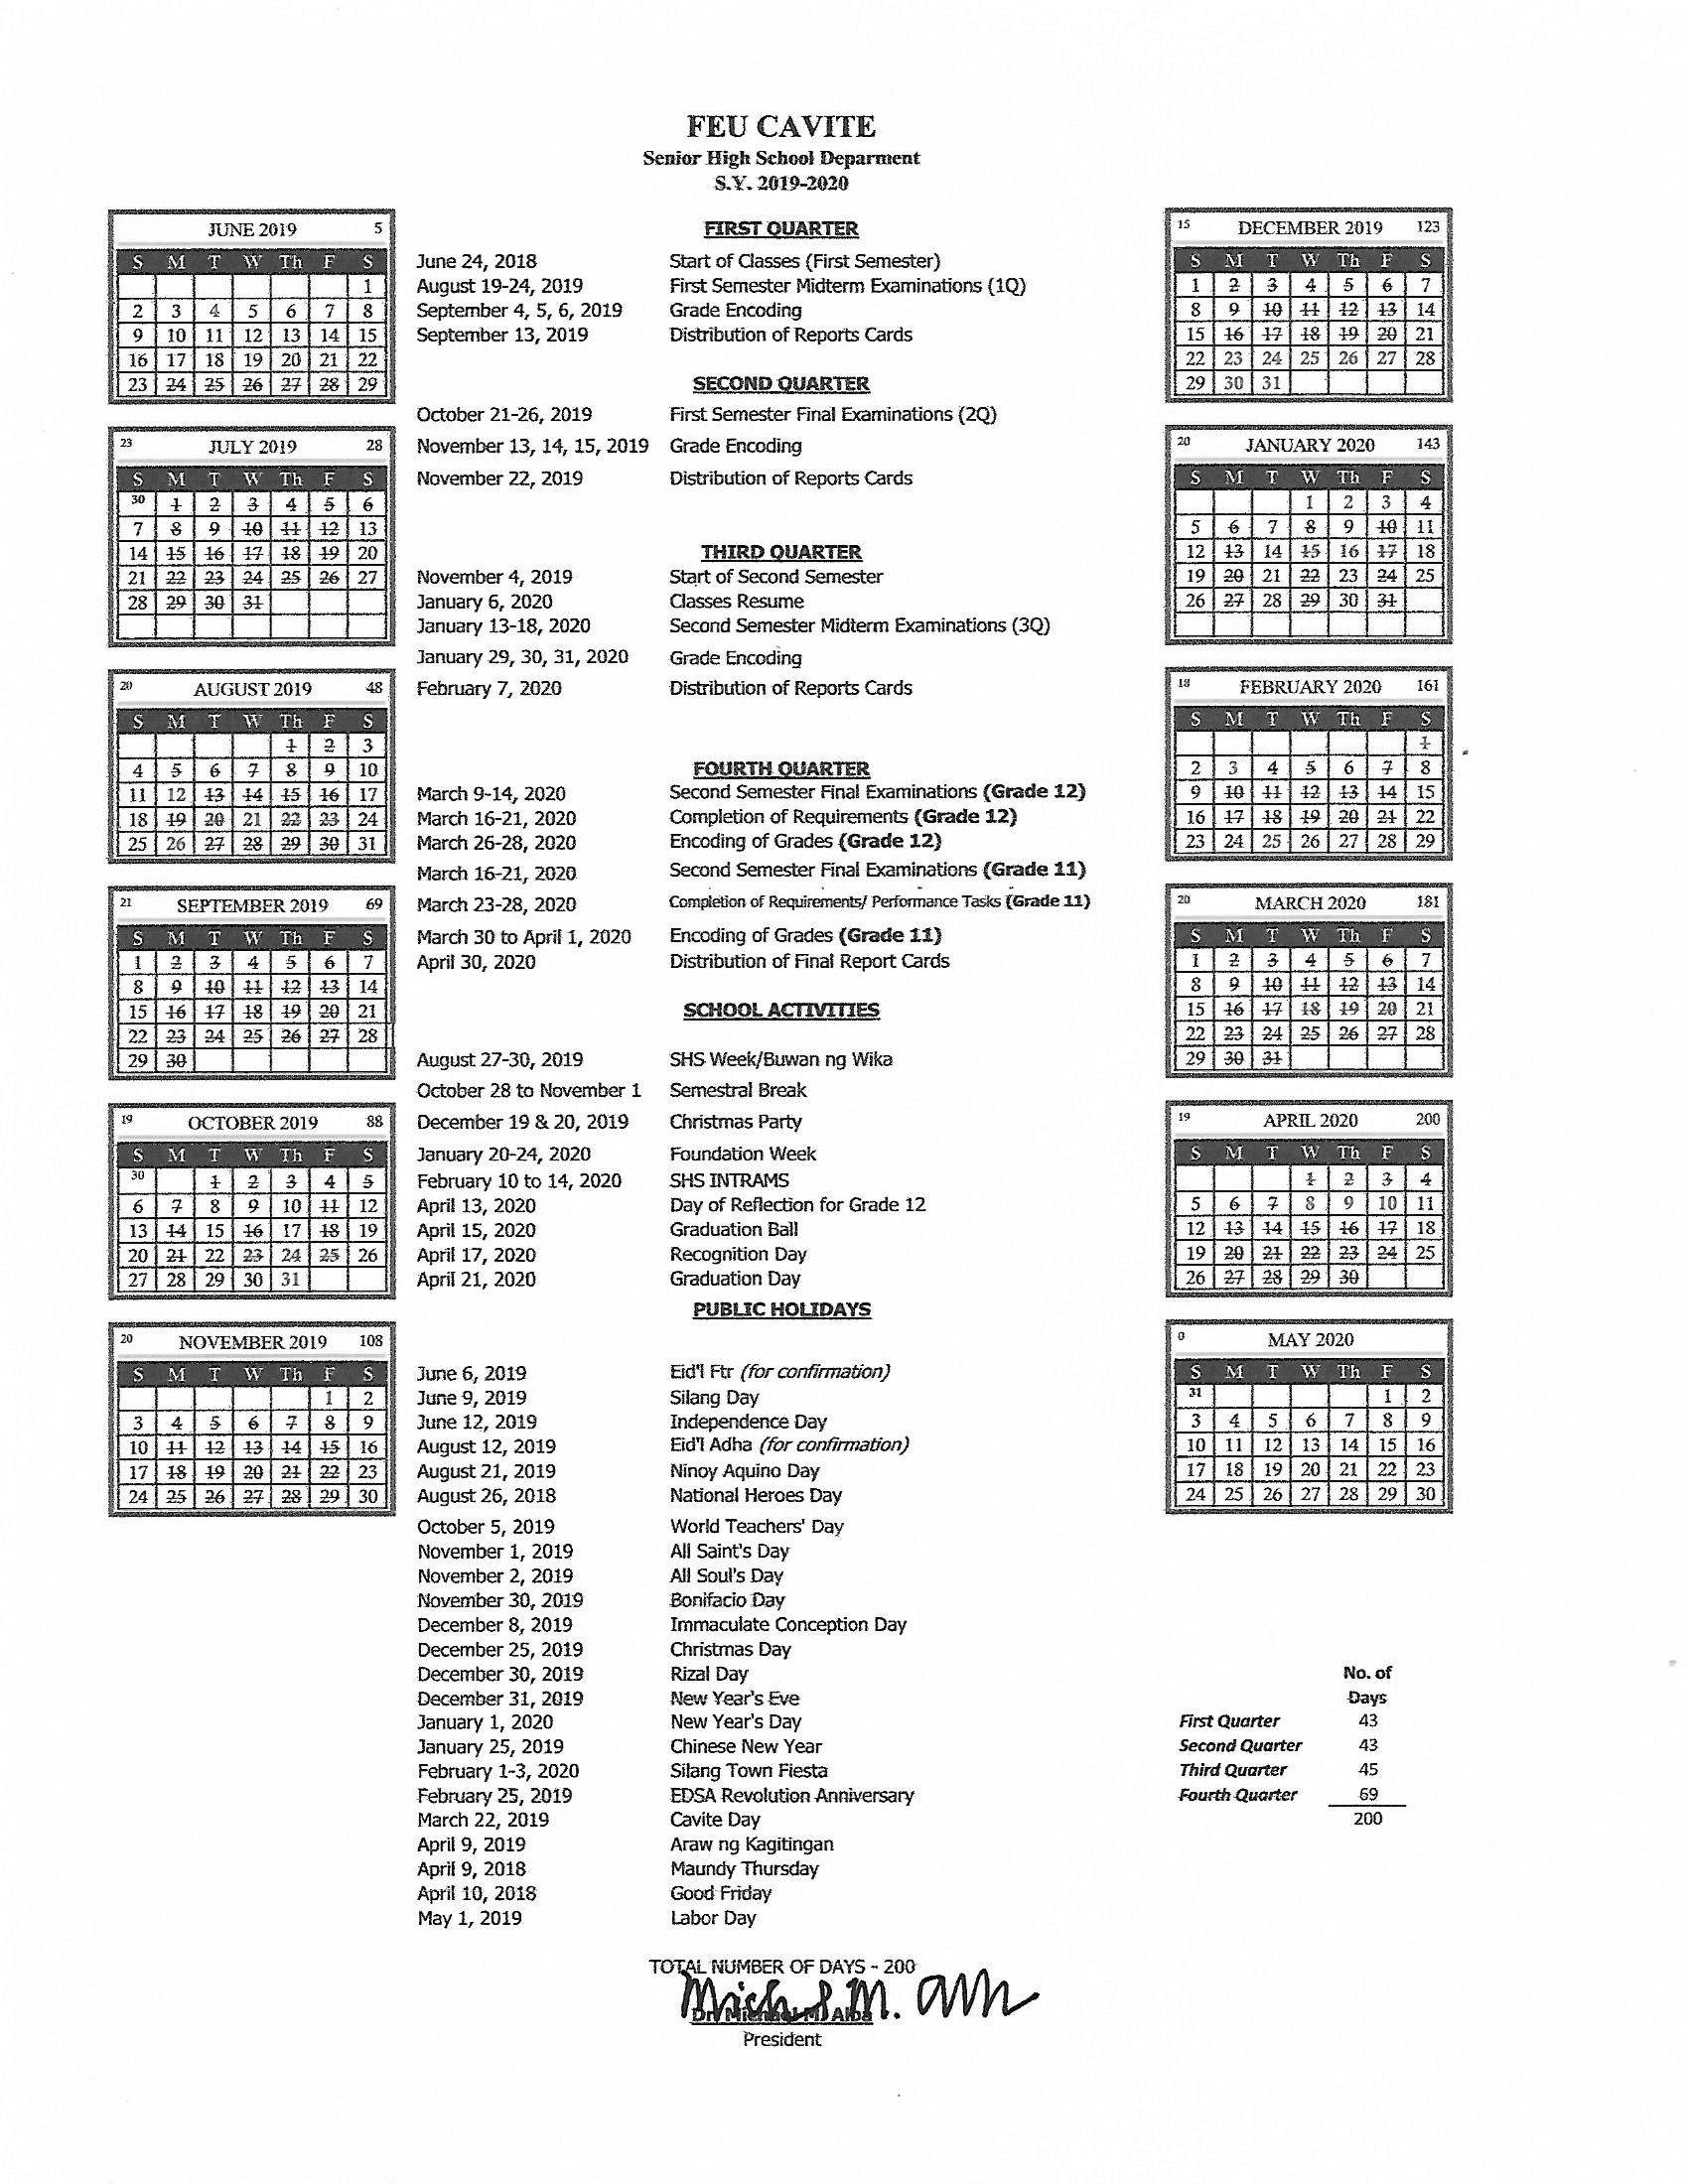 FEU CAVITE
Senior High School Deparment
S.Y. 2019-2020
JUNE 2019 5
S M T W Th F S
1
2 3 4 5 6 7 8
9 10 11 12 13 14 15
16 17 18 19 20 21 22
23 24 25 26 27 28 29
23 JULY 2019 28
S M T W Th F S
30 1 2 3 4 5 6
7 8 9 10 11 12 13
14 15 16 17 18 19 20
21 22 23 24 25 26 27
28 29 30 31
20 AUGUST 2019 48
S M T W Th F S
1 2 3
4 5 6 7 8 9 10
11 12 13 14 15 16 17
18 19 20 21 22 23 24
25 26 27 28 29 30 31
21 SEPTEMBER 2019 69
S M T W Th F S
1 2 3 4 5 6 7
8 9 10 11 12 13 14
15 16 17 18 19 20 21
22 23 24 25 26 27 28
29 30
19 OCTOBER 2019 88
S M T W Th F S
30 1 2 3 4 5
6 7 8 9 10 11 12
13 14 15 16 17 18 19
20 21 22 23 24 25 26
27 28 29 30 31
20 NOVEMBER 2019 108
S M T W Th F S
1 2
3 4 5 6 7 8 9
10 11 12 13 14 15 16
17 18 19 20 21 22 23
24 25 26 27 28 29 30
FIRST QUARTER
June 24, 2018 Start of Classes (First Semester)
August 19-24, 2019 First Semester Midterm Examinations (1Q)
September 4, 5, 6, 2019 Grade Encoding
September 13, 2019 Distribution of Reports Cards
SECOND QUARTER
October 21-26, 2019 First Semester Final Examinations (2Q)
November 13, 14, 15, 2019 Grade Encoding
November 22, 2019 Distribution of Reports Cards
THIRD QUARTER
November 4, 2019 Start of Second Semester
January 6, 2020 Classes Resume
January 13-18, 2020 Second Semester Midterm Examinations (3Q)
January 29, 30, 31, 2020 Grade Encoding
February 7, 2020 Distribution of Reports Cards
FOURTH QUARTER
March 9-14, 2020 Second Semester Final Examinations (Grade 12)
March 16-21, 2020 Completion of Requirements (Grade 12)
March 26-28, 2020 Encoding of Grades (Grade 12)
March 16-21, 2020 Second Semester Final Examinations (Grade 11)
March 23-28, 2020 Completion of Requirements/ Performance Tasks (Grade 11)
March 30 to April 1, 2020 Encoding of Grades (Grade 11)
April 30, 2020 Distribution of Final Report Cards
SCHOOL ACTIVITIES
August 27-30, 2019 SHS Week/Buwan ng Wika
October 28 to November 1 Semestral Break
December 19 & 20, 2019 Christmas Party
January 20-24, 2020 Foundation Week
February 10 to 14, 2020 SHS INTRAMS
April 13, 2020 Day of Reflection for Grade 12
April 15, 2020 Graduation Ball
April 17, 2020 Recognition Day
April 21, 2020 Graduation Day
PUBLIC HOLIDAYS
June 6, 2019 Eid'l Ftr (for confirmation)
June 9, 2019 Silang Day
June 12, 2019 Independence Day
August 12, 2019 Eid'l Adha (for confirmation)
August 21, 2019 Ninoy Aquino Day
August 26, 2018 National Heroes Day
October 5, 2019 World Teachers' Day
November 1, 2019 All Saint's Day
November 2, 2019 All Soul's Day
November 30, 2019 Bonifacio Day
December 8, 2019 Immaculate Conception Day
December 25, 2019 Christmas Day
December 30, 2019 Rizal Day
December 31, 2019 New Year's Eve
January 1, 2020 New Year's Day
January 25, 2019 Chinese New Year
February 1-3, 2020 Silang Town Fiesta
February 25, 2019 EDSA Revolution Anniversary
March 22, 2019 Cavite Day
April 9, 2019 Araw ng Kagitingan
April 9, 2018 Maundy Thursday
April 10, 2018 Good Friday
May 1, 2019 Labor Day
TOTAL NUMBER OF DAYS - 200
Dr. Michael M. Alba
President
15 DECEMBER 2019 123
S M T W Th F S
1 2 3 4 5 6 7
8 9 10 11 12 13 14
15 16 17 18 19 20 21
22 23 24 25 26 27 28
29 30 31
20 JANUARY 2020 143
S M T W Th F S
1 2 3 4
5 6 7 8 9 10 11
12 13 14 15 16 17 18
19 20 21 22 23 24 25
26 27 28 29 30 31
18 FEBRUARY 2020 161
S M T W Th F S
1
2 3 4 5 6 7 8
9 10 11 12 13 14 15
16 17 18 19 20 21 22
23 24 25 26 27 28 29
20 MARCH 2020 181
S M T W Th F S
1 2 3 4 5 6 7
8 9 10 11 12 13 14
15 16 17 18 19 20 21
22 23 24 25 26 27 28
29 30 31
19 APRIL 2020 200
S M T W Th F S
1 2 3 4
5 6 7 8 9 10 11
12 13 14 15 16 17 18
19 20 21 22 23 24 25
26 27 28 29 30
0 MAY 2020
S M T W Th F S
31 1 2
3 4 5 6 7 8 9
10 11 12 13 14 15 16
17 18 19 20 21 22 23
24 25 26 27 28 29 30
No. of
Days
First Quarter 43
Second Quarter 43
Third Quarter 45
Fourth Quarter 69
200